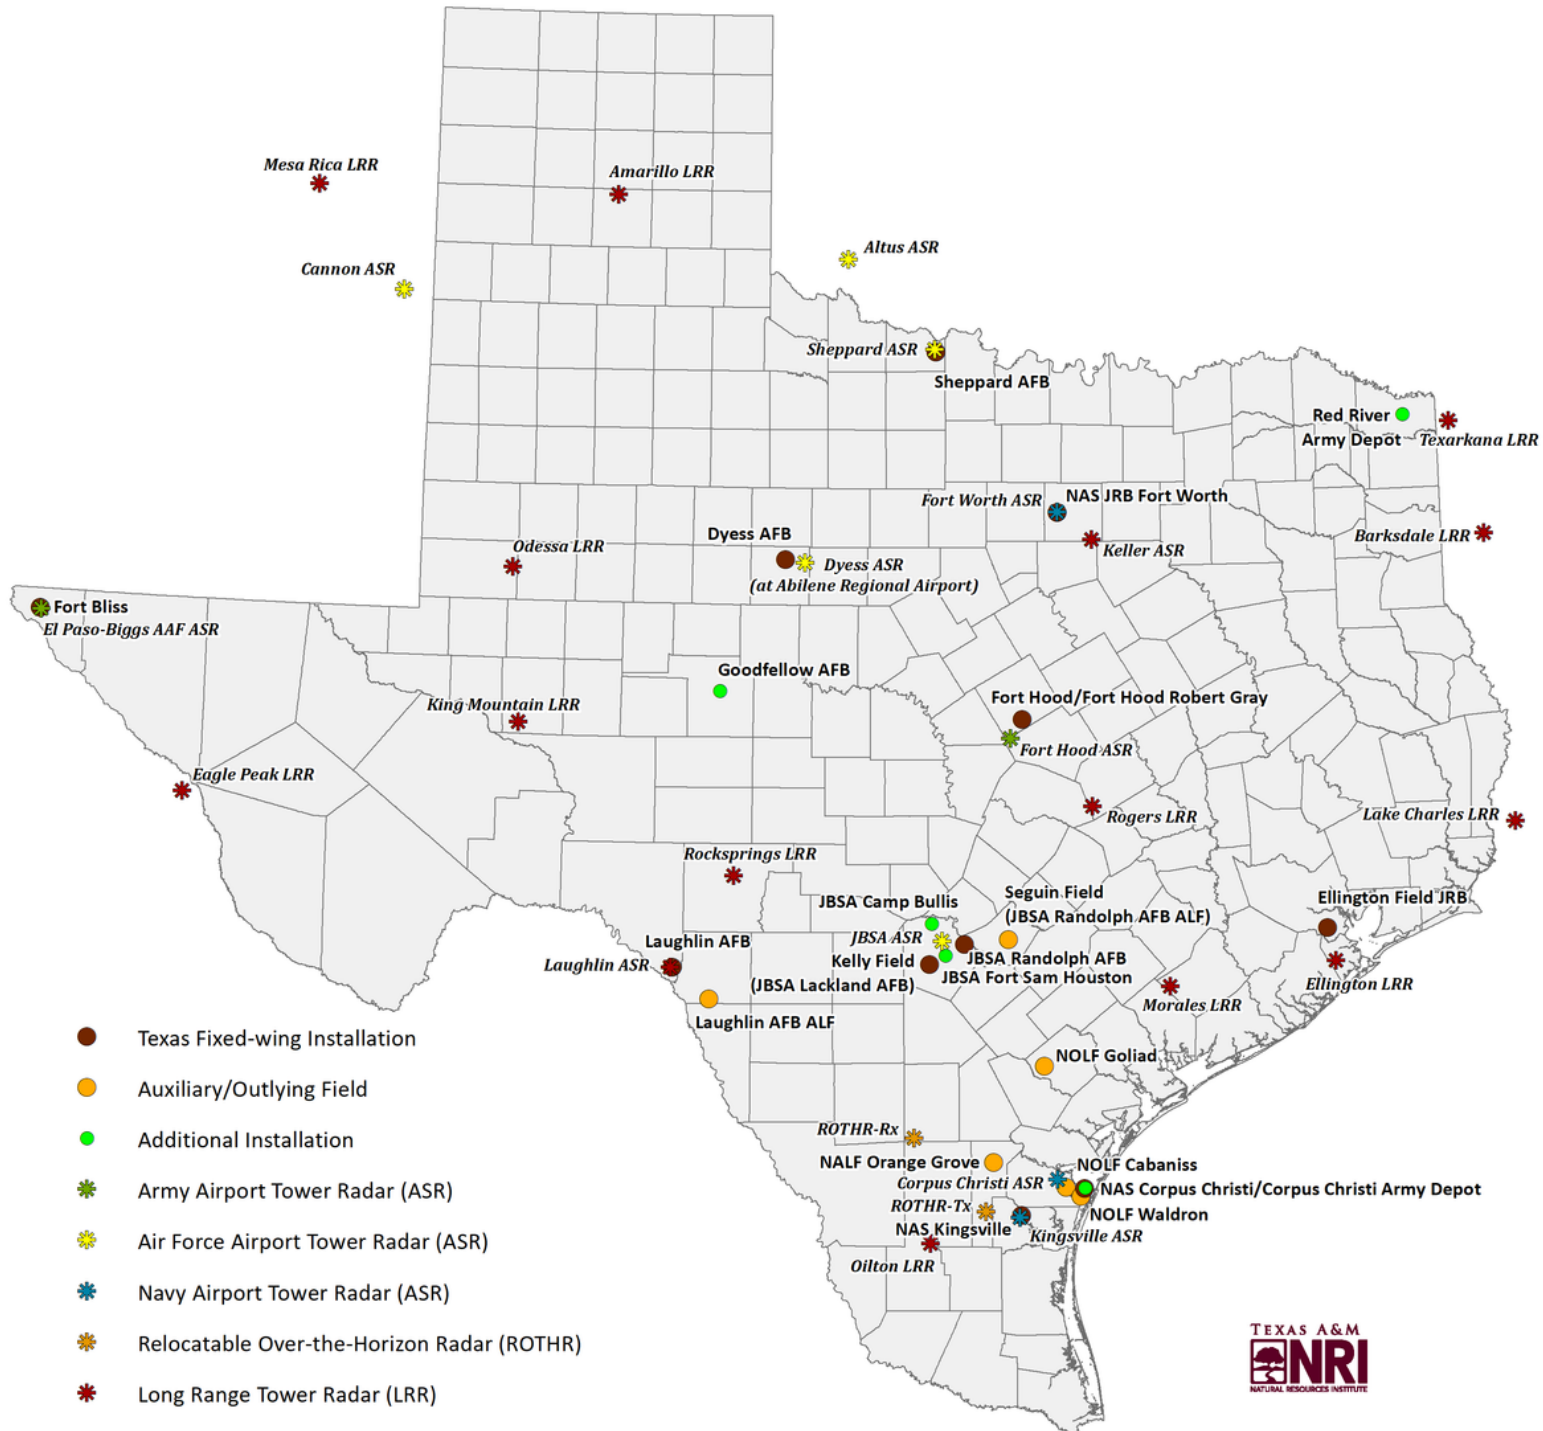 Mesa Rica LRR
Amarillo LRR
Altus ASR
Cannon ASR
Sheppard ASR
Sheppard AFB
Red River
Army Depot
Texarkana LRR
Fort Worth ASR
NAS JRB Fort Worth
Keller ASR
Barksdale LRR
Dyess AFB
Dyess ASR
(at Abilene Regional Airport)
Odessa LRR
Fort Bliss
El Paso-Biggs AAF ASR
Goodfellow AFB
King Mountain LRR
Fort Hood/Fort Hood Robert Gray
Fort Hood ASR
Eagle Peak LRR
Rogers LRR
Lake Charles LRR
Rocksprings LRR
JBSA Camp Bullis
Seguin Field
(JBSA Randolph AFB ALF)
Ellington Field JRB
JBSA ASR
Laughlin AFB
Laughlin ASR
Kelly Field
(JBSA Lackland AFB)
JBSA Randolph AFB
JBSA Fort Sam Houston
Ellington LRR
Morales LRR
Laughlin AFB ALF
NOLF Goliad
ROTHR-Rx
NALF Orange Grove
Corpus Christi ASR
NOLF Cabaniss
NAS Corpus Christi/Corpus Christi Army Depot
ROTHR-Tx
NOLF Waldron
NAS Kingsville
Kingsville ASR
Oilton LRR
Texas Fixed-wing Installation
Auxiliary/Outlying Field
Additional Installation
Army Airport Tower Radar (ASR)
Air Force Airport Tower Radar (ASR)
Navy Airport Tower Radar (ASR)
Relocatable Over-the-Horizon Radar (ROTHR)
Long Range Tower Radar (LRR)
TEXAS A&M
NRI
NATURAL RESOURCES INSTITUTE